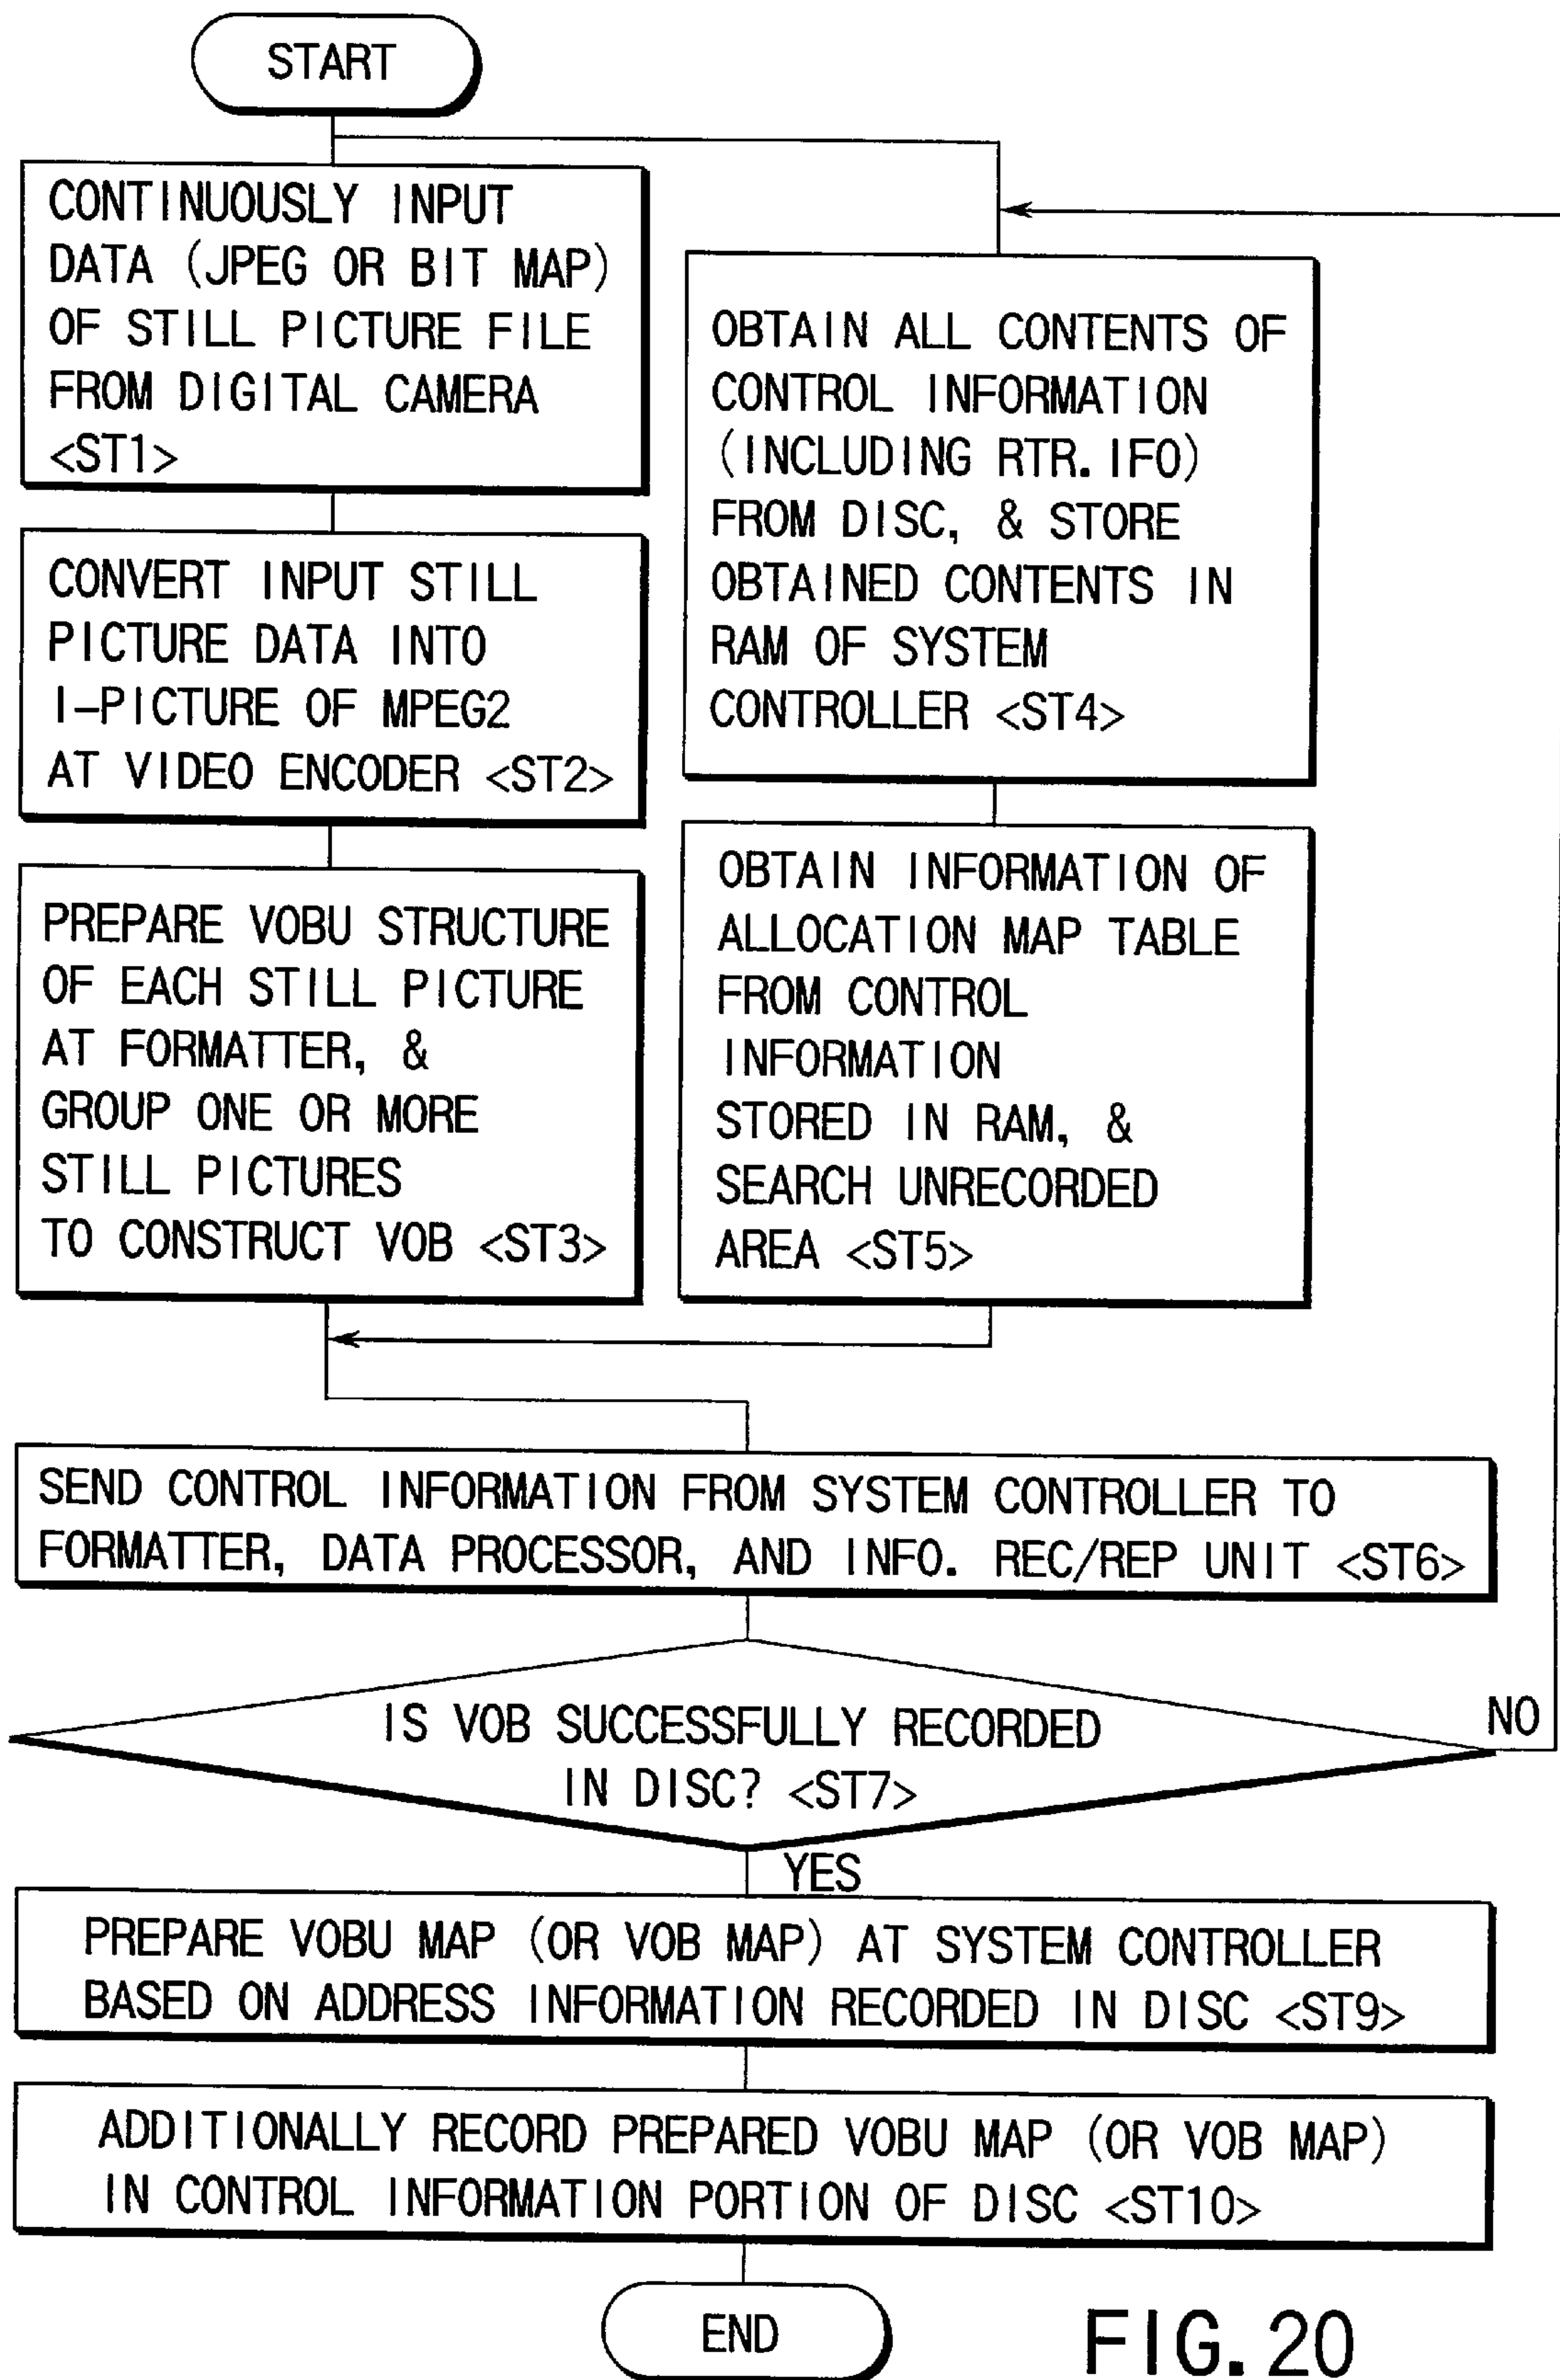 START
CONTINUOUSLY INPUT
DATA (JPEG OR BIT MAP)
OF STILL PICTURE FILE
FROM DIGITAL CAMERA
<ST1>
CONVERT INPUT STILL
PICTURE DATA INTO
I-PICTURE OF MPEG2
AT VIDEO ENCODER <ST2>
PREPARE VOBU STRUCTURE
OF EACH STILL PICTURE
AT FORMATTER, &
GROUP ONE OR MORE
STILL PICTURES
TO CONSTRUCT VOB <ST3>
OBTAIN ALL CONTENTS OF
CONTROL INFORMATION
(INCLUDING RTR.IFO)
FROM DISC, & STORE
OBTAINED CONTENTS IN
RAM OF SYSTEM
CONTROLLER <ST4>
OBTAIN INFORMATION OF
ALLOCATION MAP TABLE
FROM CONTROL
INFORMATION
STORED IN RAM, &
SEARCH UNRECORDED
AREA <ST5>
SEND CONTROL INFORMATION FROM SYSTEM CONTROLLER TO
FORMATTER, DATA PROCESSOR, AND INFO. REC/REP UNIT <ST6>
IS VOB SUCCESSFULLY RECORDED
IN DISC? <ST7>
NO
YES
PREPARE VOBU MAP (OR VOB MAP) AT SYSTEM CONTROLLER
BASED ON ADDRESS INFORMATION RECORDED IN DISC <ST9>
ADDITIONALLY RECORD PREPARED VOBU MAP (OR VOB MAP)
IN CONTROL INFORMATION PORTION OF DISC <ST10>
END
FIG. 20